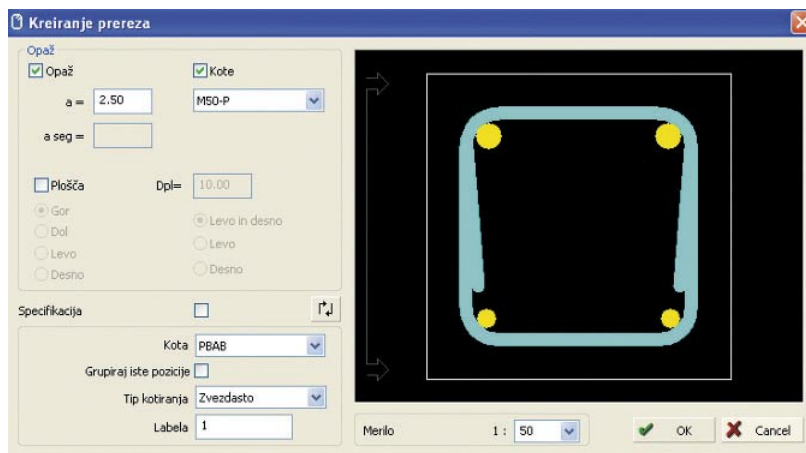 Kreiranje prereza
Opaž
Opaž
Kote
a = 2.50
M50-P
a seg =
Plošča
Dpl= 10.00
Gor
Dol
Levo
Desno
Levo in desno
Levo
Desno
Specifikacija
Kota PBAB
Grupiraj iste pozicije
Tip kotiranja Zvezdasto
Labela 1
Merilo 1 : 50
OK
Cancel